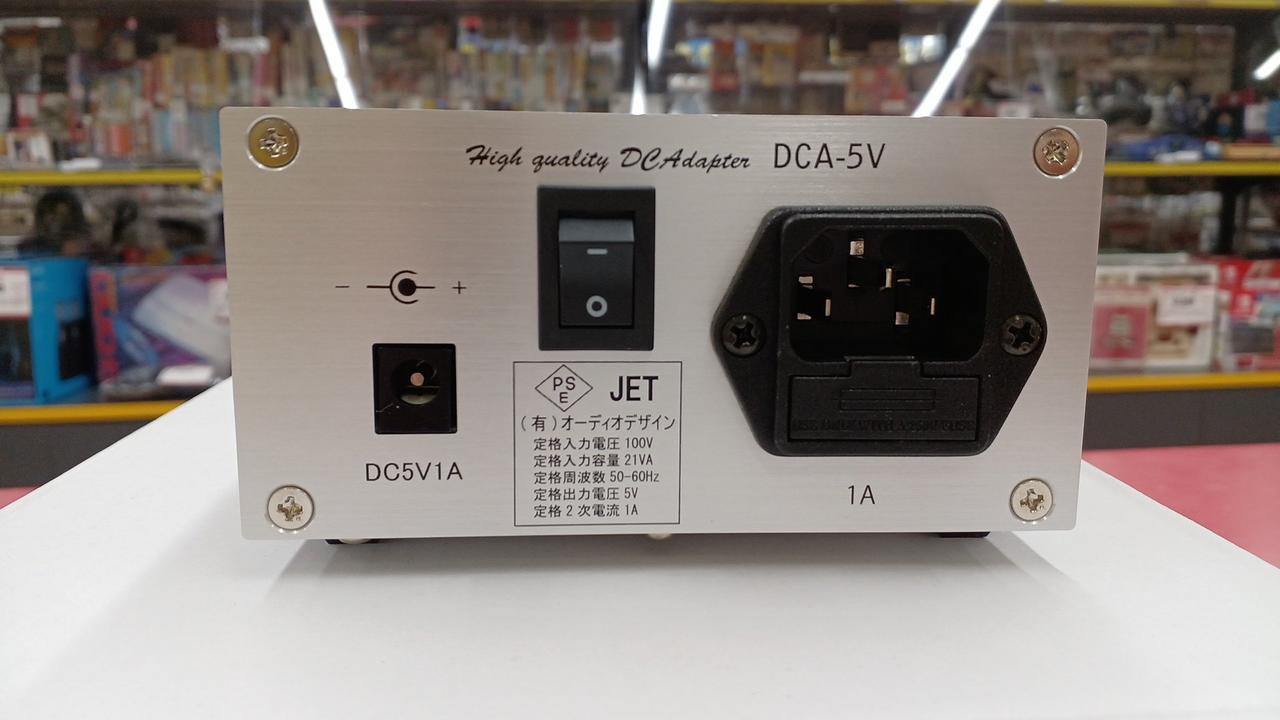 High quality DCAdapter DCA-5V
− +
DC5V1A
PS
E
JET
(有)オーディオデザイン
定格入力電圧 100V
定格入力容量 21VA
定格周波数 50-60Hz
定格出力電圧 5V
定格2次電流 1A
1A